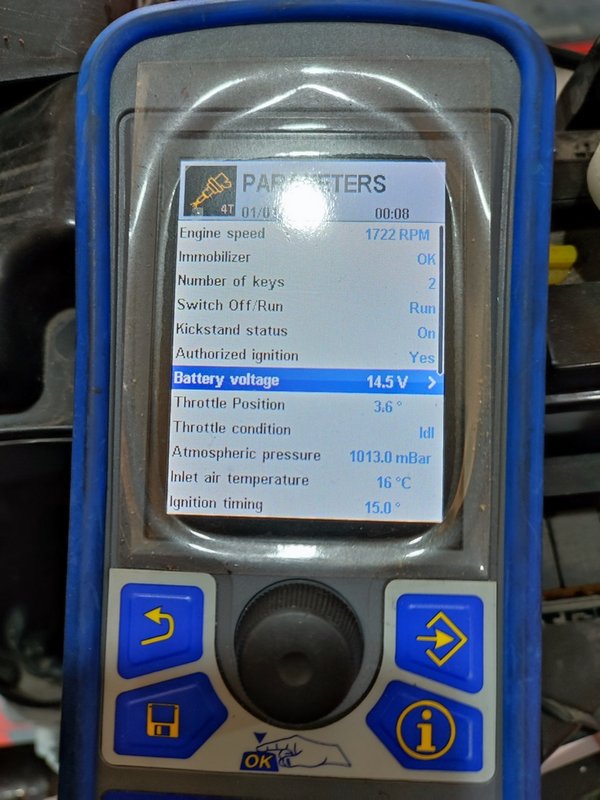 PARAMETERS
4T 00:08
Engine speed 1722 RPM
Immobilizer OK
Number of keys 2
Switch Off/Run Run
Kickstand status On
Authorized ignition Yes
Battery voltage 14.5 V >
Throttle Position 3.6 °
Throttle condition Idl
Atmospheric pressure 1013.0 mBar
Inlet air temperature 16 °C
Ignition timing 15.0 °
OK